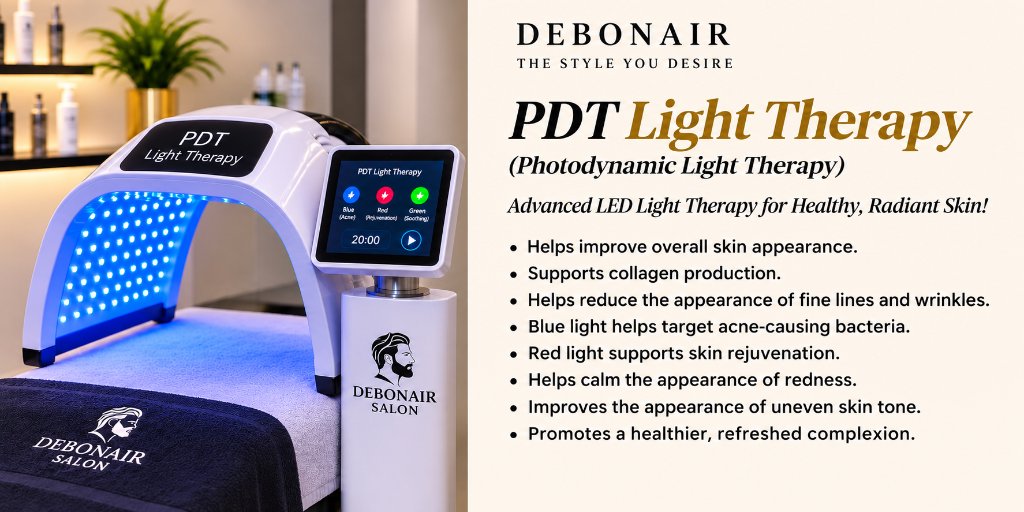 PDT
Light Therapy
PDT Light Therapy
Blue
(Acne)
Red
(Rejuvenation)
Green
(Soothing)
20:00
DEBONAIR
SALON
DEBONAIR
SALON
DEBONAIR
THE STYLE YOU DESIRE
PDT Light Therapy
(Photodynamic Light Therapy)
Advanced LED Light Therapy for Healthy, Radiant Skin!
• Helps improve overall skin appearance.
• Supports collagen production.
• Helps reduce the appearance of fine lines and wrinkles.
• Blue light helps target acne-causing bacteria.
• Red light supports skin rejuvenation.
• Helps calm the appearance of redness.
• Improves the appearance of uneven skin tone.
• Promotes a healthier, refreshed complexion.